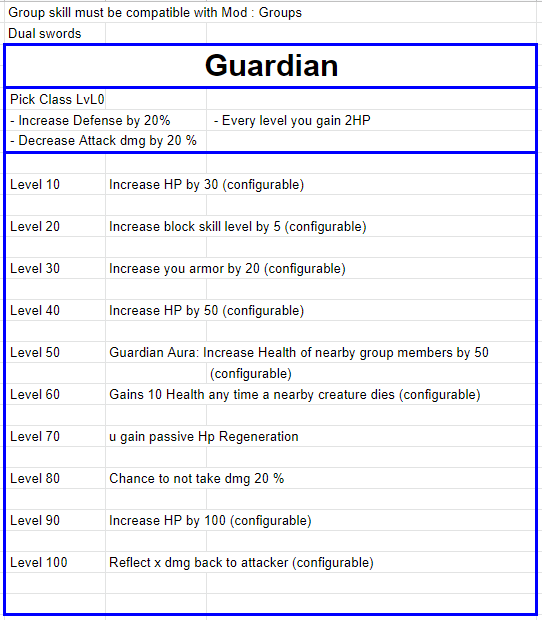 Group skill must be compatible with Mod : Groups
Dual swords
Guardian
Pick Class LvL0
- Increase Defense by 20% - Every level you gain 2HP
- Decrease Attack dmg by 20 %
Level 10 Increase HP by 30 (configurable)
Level 20 Increase block skill level by 5 (configurable)
Level 30 Increase you armor by 20 (configurable)
Level 40 Increase HP by 50 (configurable)
Level 50 Guardian Aura: Increase Health of nearby group members by 50
(configurable)
Level 60 Gains 10 Health any time a nearby creature dies (configurable)
Level 70 u gain passive Hp Regeneration
Level 80 Chance to not take dmg 20 %
Level 90 Increase HP by 100 (configurable)
Level 100 Reflect x dmg back to attacker (configurable)